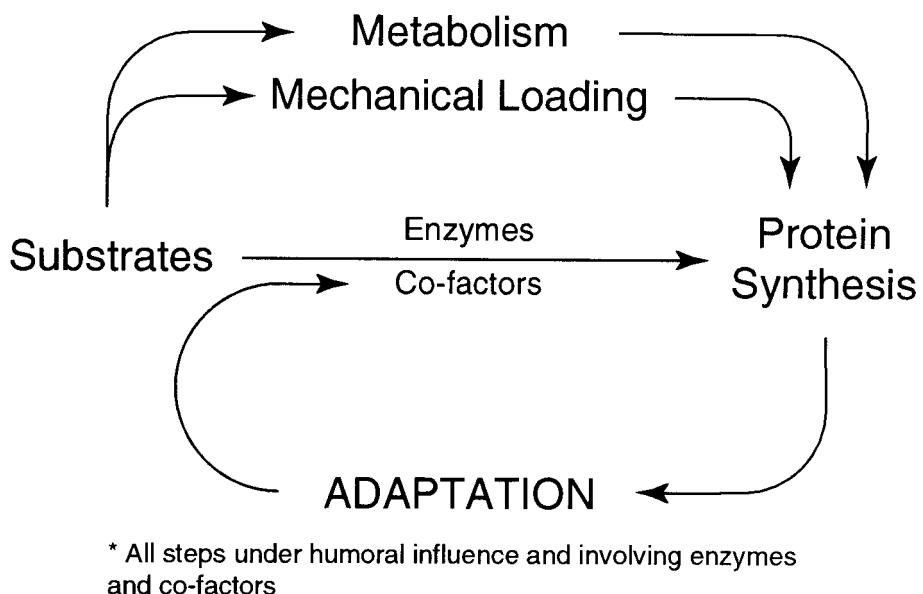 Metabolism
Mechanical Loading
Substrates
Enzymes
Co-factors
Protein
Synthesis
ADAPTATION
* All steps under humoral influence and involving enzymes
and co-factors